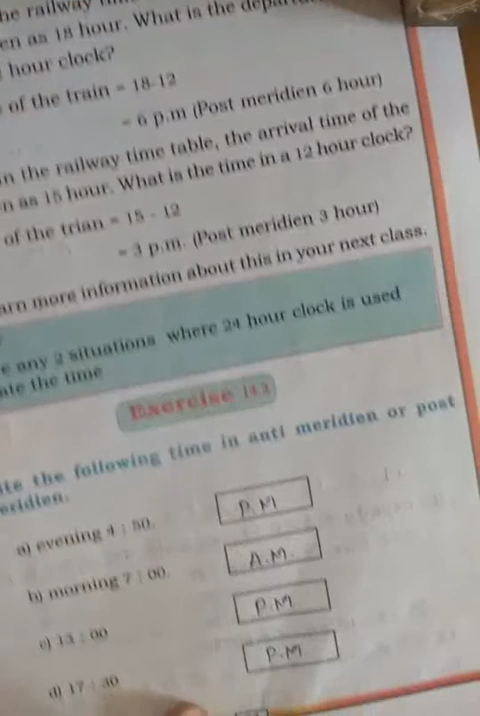 he railway
en as 18 hour. What is the
hour clock?
of the train = 18-12
= 6 p.m (Post meridien 6 hour)
n the railway time table, the arrival time of the
n as 15 hour. What is the time in a 12 hour clock?
of the trian = 15 - 12
= 3 p.m. (Post meridien 3 hour)
arn more information about this in your next class.
e any 2 situations where 24 hour clock is used
ate the time
Exercise 14.3
ite the following time in anti meridien or post
eridien.
a) evening 4 : 50. P.M
b) morning 7 : 00. A.M.
c) 13 : 00 P.M
d) 17 : 30 P.M